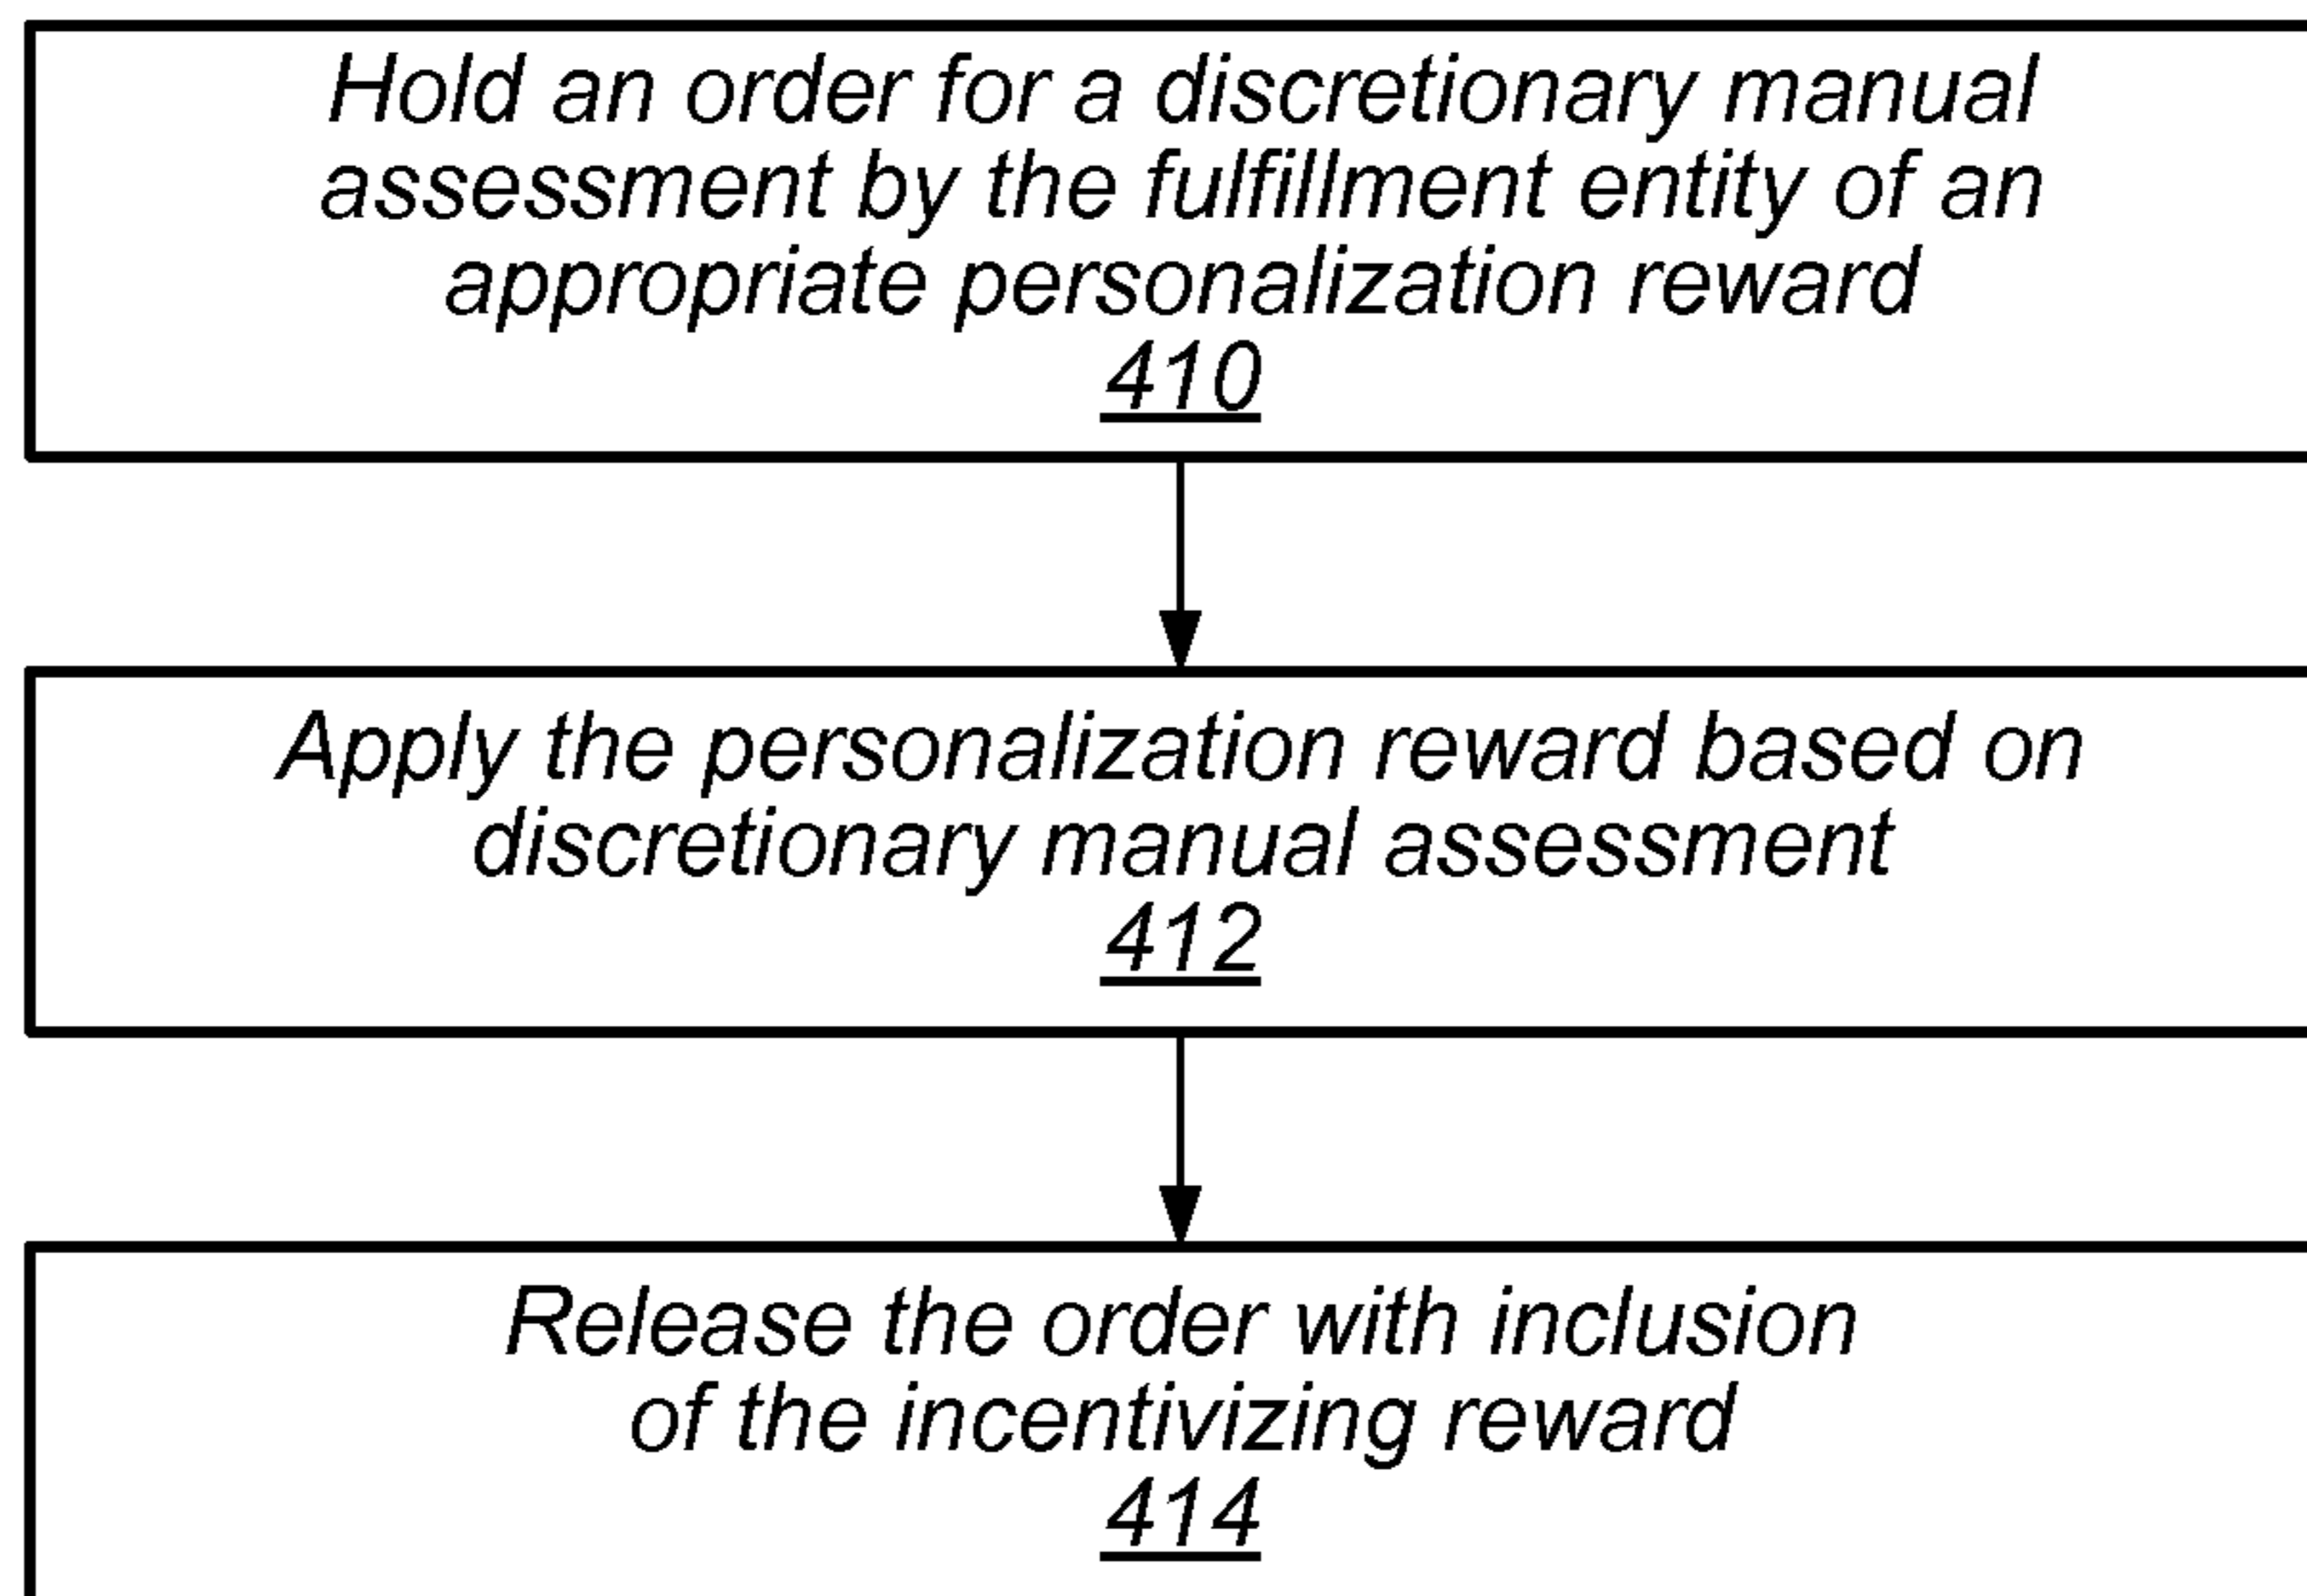 Hold an order for a discretionary manual
assessment by the fulfillment entity of an
appropriate personalization reward
410
Apply the personalization reward based on
discretionary manual assessment
412
Release the order with inclusion
of the incentivizing reward
414